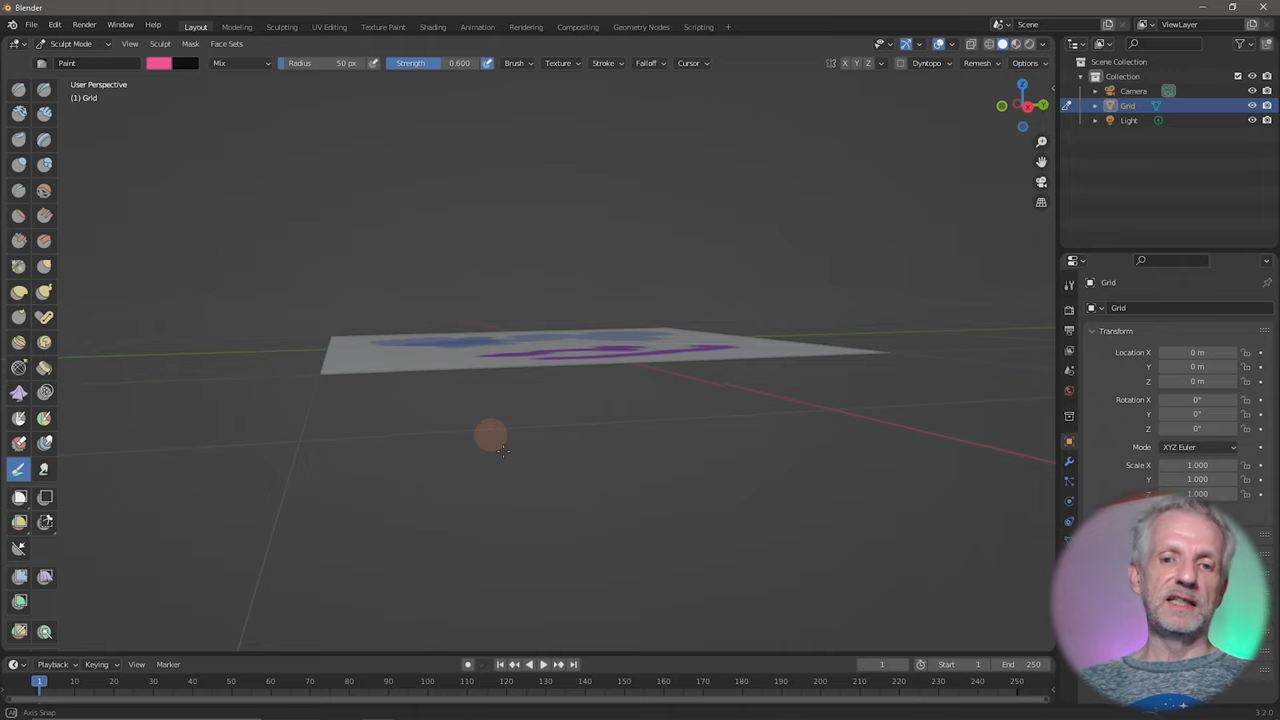 Blender
File Edit Render Window Help
Layout Modeling Sculpting UV Editing Texture Paint Shading Animation Rendering Compositing Geometry Nodes Scripting +
Scene
ViewLayer
Sculpt Mode View Sculpt Mask Face Sets
Options
Paint Mix Radius 50 px Strength 0.600 Brush Texture Stroke Falloff Cursor
X Y Z Dyntopo Remesh
User Perspective
(1) Grid
Z
Y
X
Scene Collection
Collection
Camera
Grid
Light
Grid
Grid
Transform
Location X 0 m
Y 0 m
Z 0 m
Rotation X 0°
Y 0°
Z 0°
Mode XYZ Euler
Scale X 1.000
Y 1.000
Z 1.000
Playback Keying View Marker
1 Start 1 End 250
1 10 20 30 40 50 60 70 80 90 100 110 120 130 140 150 160 170 180 190 200 210 220 230 240 250
Axis Snap
3.2.0